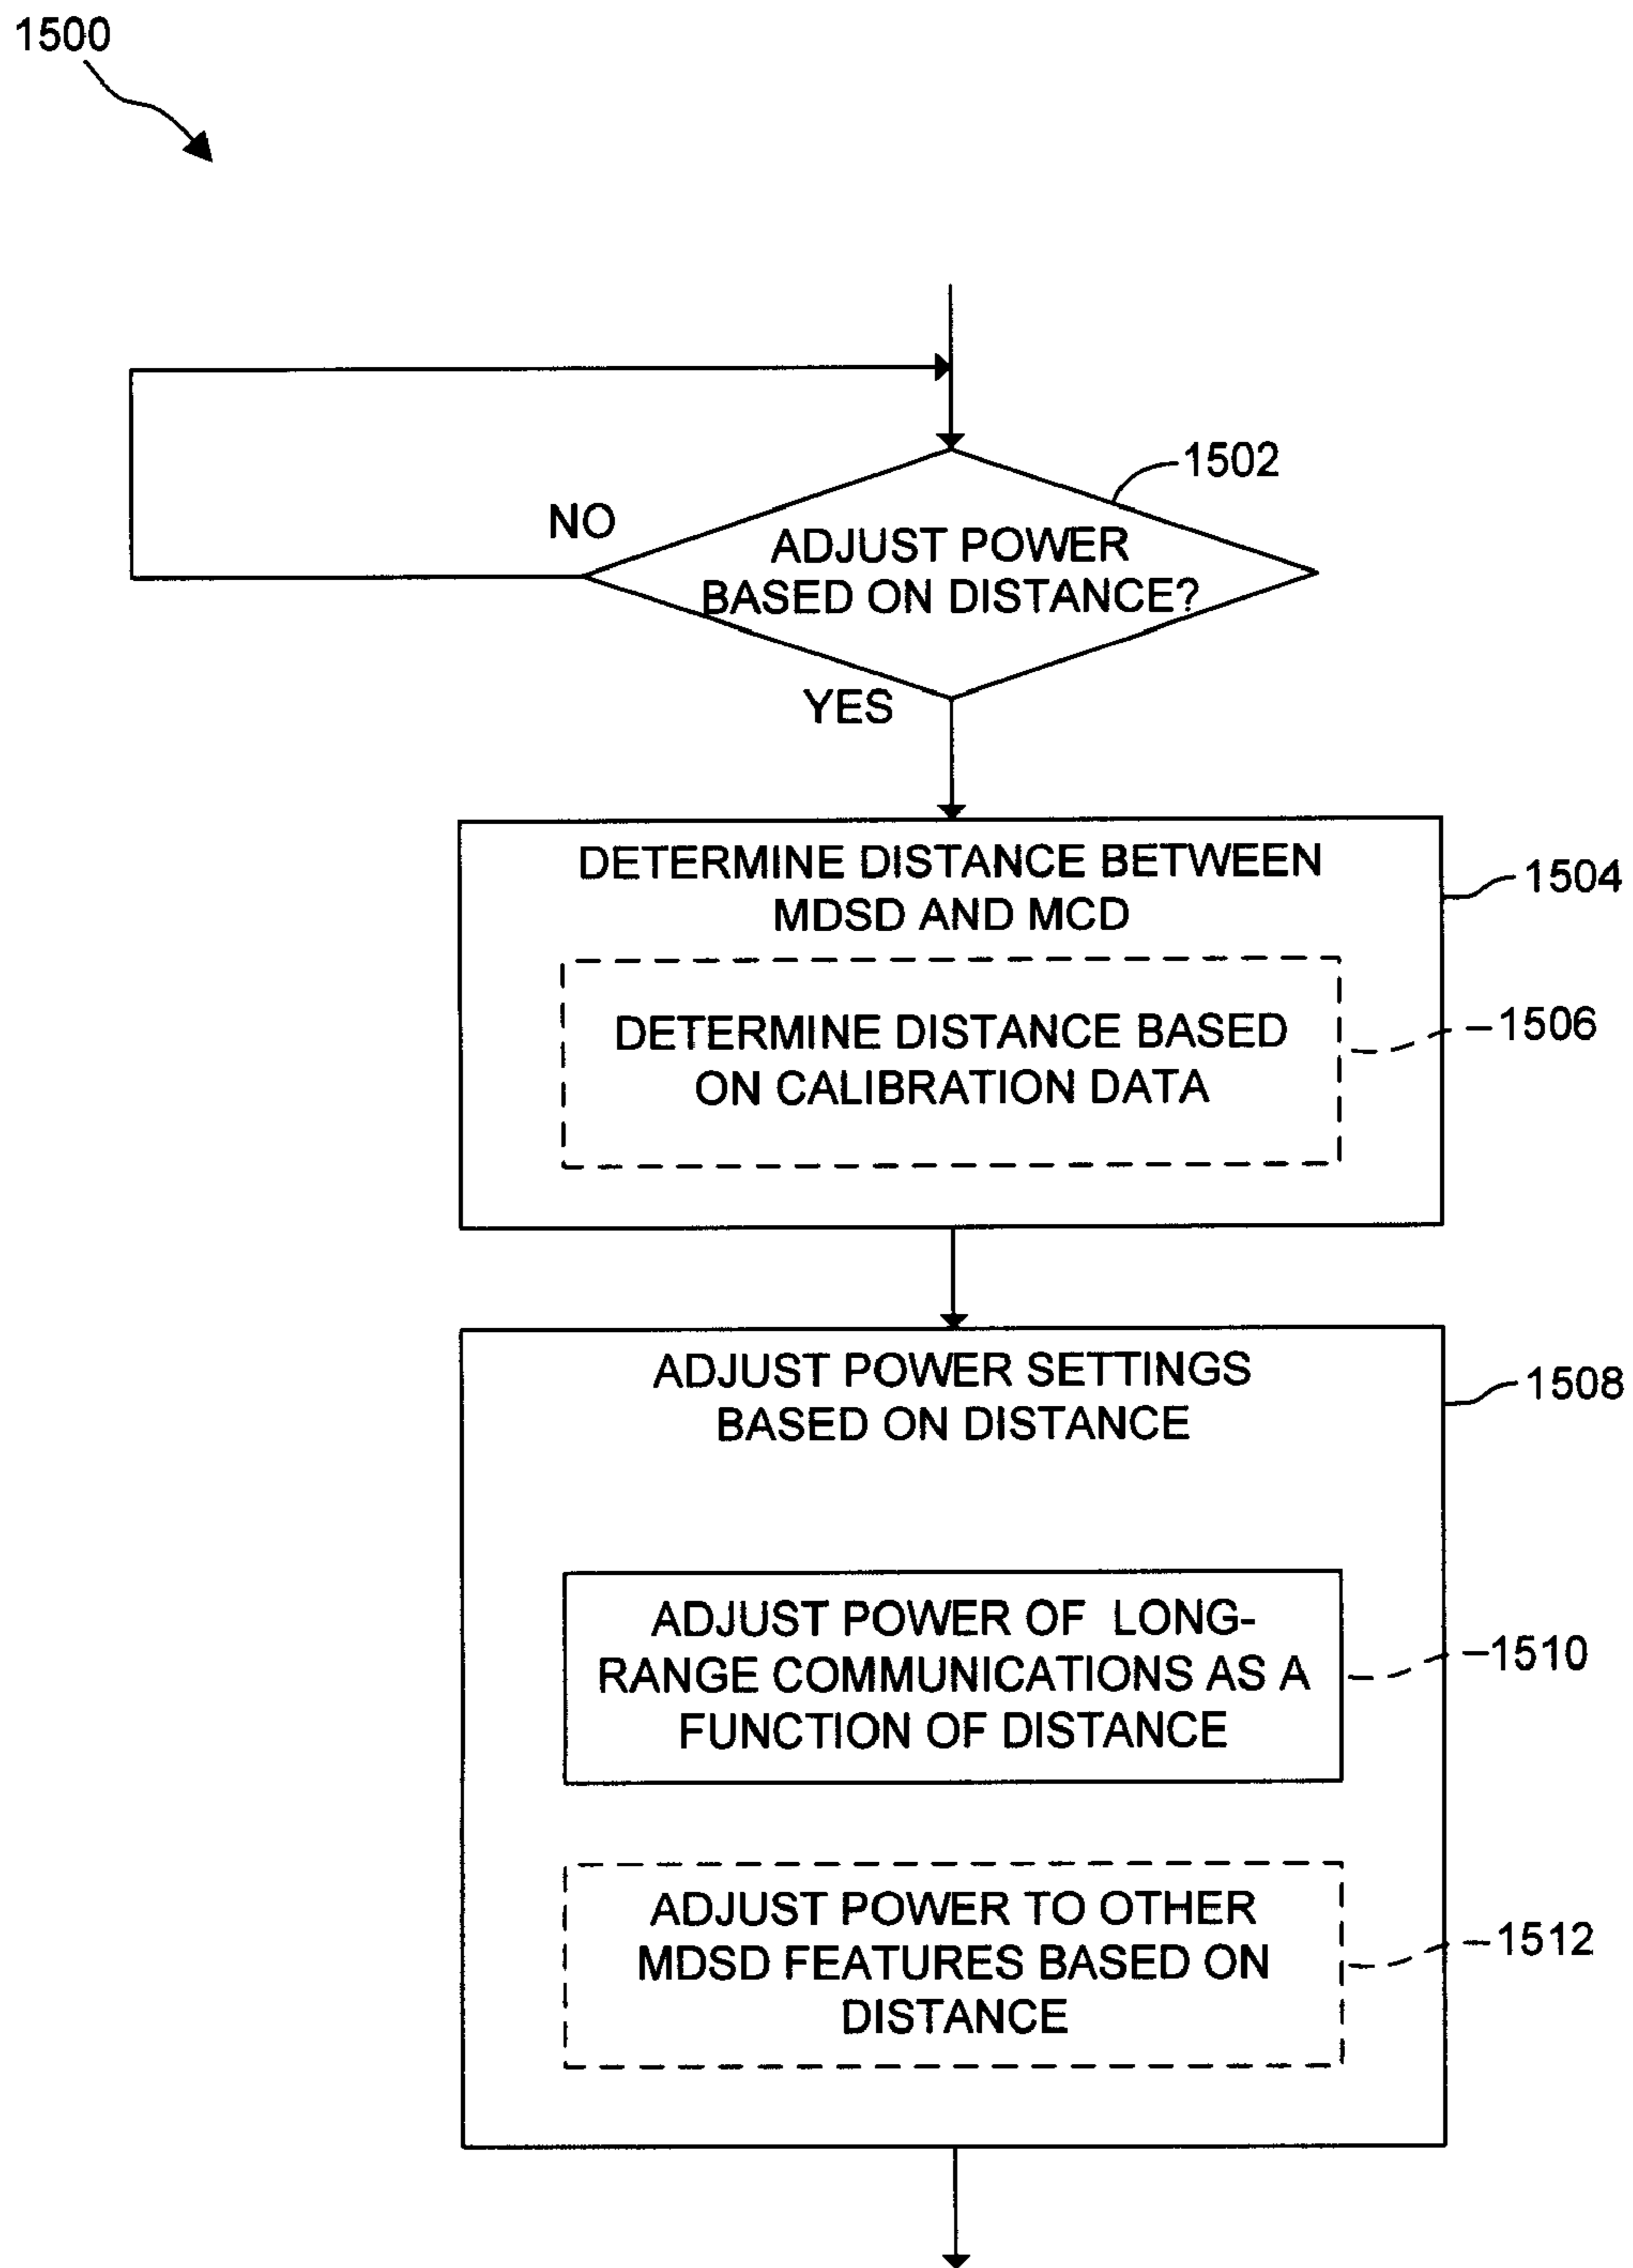 1500
1502
NO
ADJUST POWER
BASED ON DISTANCE?
YES
DETERMINE DISTANCE BETWEEN
MDSD AND MCD
1504
DETERMINE DISTANCE BASED
ON CALIBRATION DATA
1506
ADJUST POWER SETTINGS
BASED ON DISTANCE
1508
ADJUST POWER OF LONG-
RANGE COMMUNICATIONS AS A
FUNCTION OF DISTANCE
1510
ADJUST POWER TO OTHER
MDSD FEATURES BASED ON
DISTANCE
1512